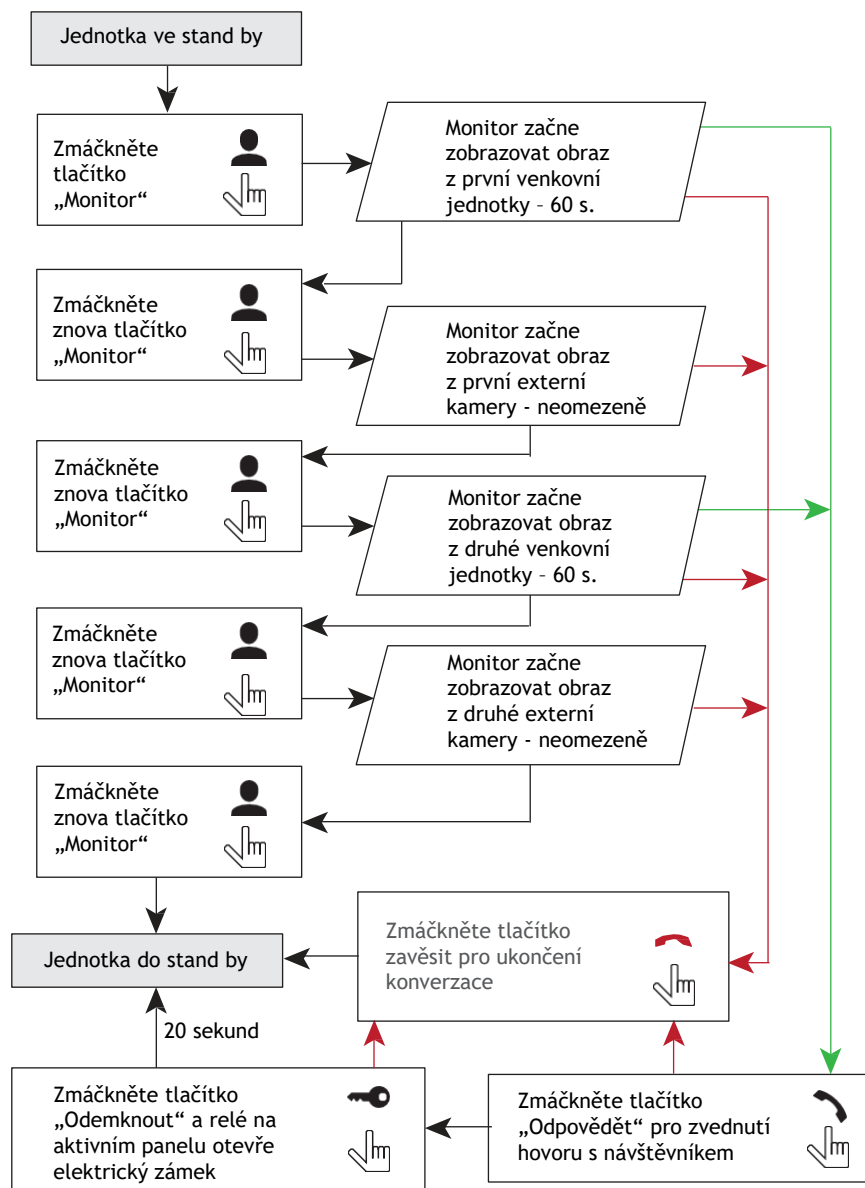 Jednotka ve stand by
Zmáčkněte
tlačítko
„Monitor“
Monitor začne
zobrazovat obraz
z první venkovní
jednotky – 60 s.
Zmáčkněte
znova tlačítko
„Monitor“
Monitor začne
zobrazovat obraz
z první externí
kamery - neomezeně
Zmáčkněte
znova tlačítko
„Monitor“
Monitor začne
zobrazovat obraz
z druhé venkovní
jednotky – 60 s.
Zmáčkněte
znova tlačítko
„Monitor“
Monitor začne
zobrazovat obraz
z druhé externí
kamery - neomezeně
Zmáčkněte
znova tlačítko
„Monitor“
Zmáčkněte tlačítko
zavěsit pro ukončení
konverzace
Jednotka do stand by
20 sekund
Zmáčkněte tlačítko
„Odemknout“ a relé na
aktivním panelu otevře
elektrický zámek
Zmáčkněte tlačítko
„Odpovědět“ pro zvednutí
hovoru s návštěvníkem